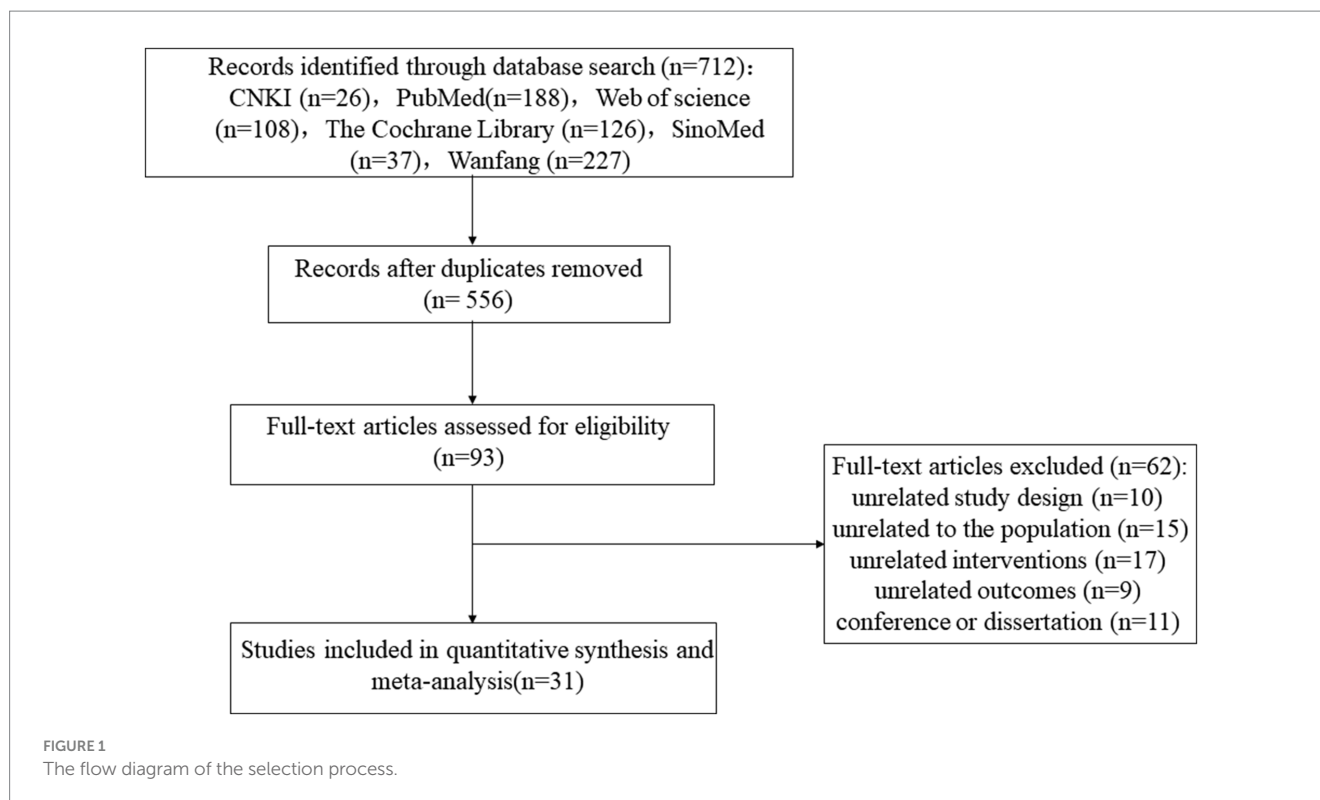 Records identified through database search (n=712):
CNKI (n=26)，PubMed(n=188)，Web of science
(n=108)，The Cochrane Library (n=126)，SinoMed
(n=37)，Wanfang (n=227)
Records after duplicates removed
(n= 556)
Full-text articles assessed for eligibility
(n=93)
Full-text articles excluded (n=62):
unrelated study design (n=10)
unrelated to the population (n=15)
unrelated interventions (n=17)
unrelated outcomes (n=9)
conference or dissertation (n=11)
Studies included in quantitative synthesis and
meta-analysis(n=31)
FIGURE 1
The flow diagram of the selection process.